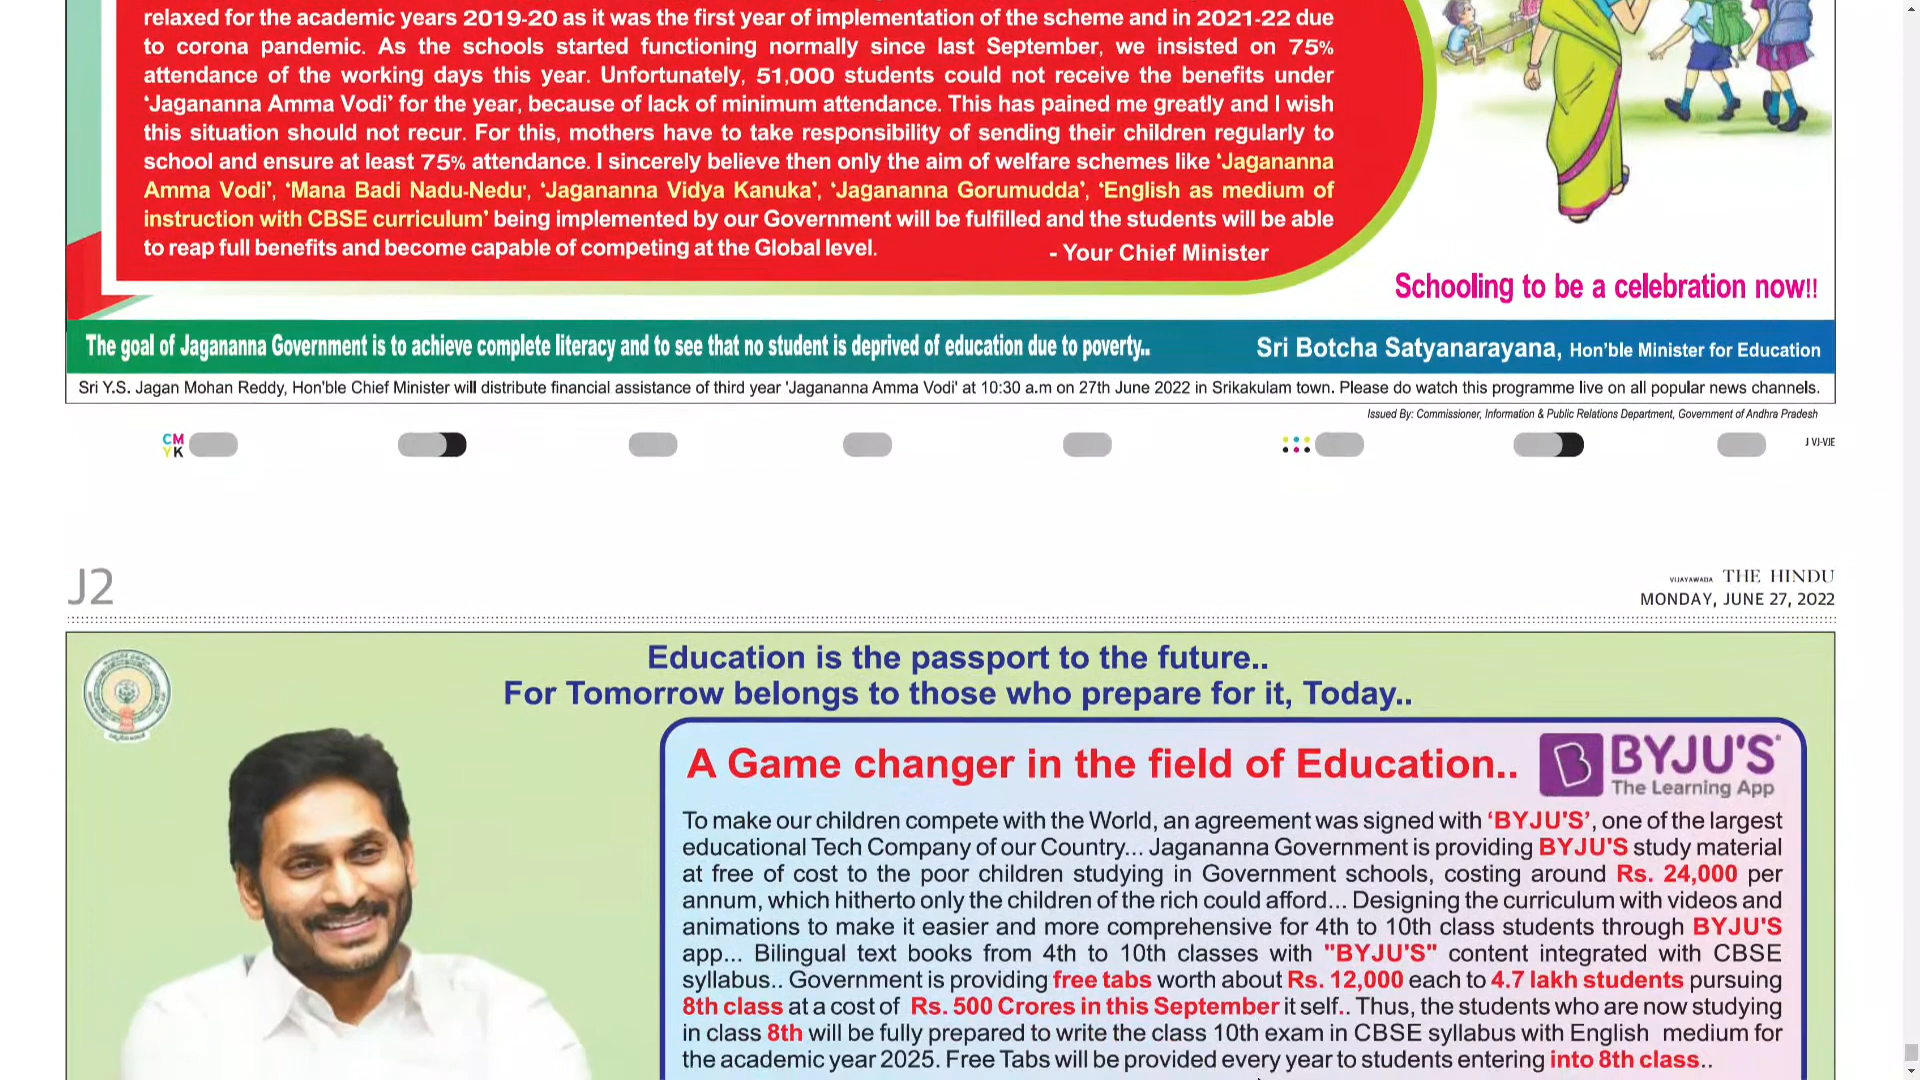 relaxed for the academic years 2019-20 as it was the first year of implementation of the scheme and in 2021-22 due
to corona pandemic. As the schools started functioning normally since last September, we insisted on 75%
attendance of the working days this year. Unfortunately, 51,000 students could not receive the benefits under
‘Jagananna Amma Vodi’ for the year, because of lack of minimum attendance. This has pained me greatly and I wish
this situation should not recur. For this, mothers have to take responsibility of sending their children regularly to
school and ensure at least 75% attendance. I sincerely believe then only the aim of welfare schemes like ‘Jagananna
Amma Vodi’, ‘Mana Badi Nadu-Nedu’, ‘Jagananna Vidya Kanuka’, ‘Jagananna Gorumudda’, ‘English as medium of
instruction with CBSE curriculum’ being implemented by our Government will be fulfilled and the students will be able
to reap full benefits and become capable of competing at the Global level.
- Your Chief Minister
Schooling to be a celebration now!!
The goal of Jagananna Government is to achieve complete literacy and to see that no student is deprived of education due to poverty..
Sri Botcha Satyanarayana, Hon'ble Minister for Education
Sri Y.S. Jagan Mohan Reddy, Hon'ble Chief Minister will distribute financial assistance of third year 'Jagananna Amma Vodi' at 10:30 a.m on 27th June 2022 in Srikakulam town. Please do watch this programme live on all popular news channels.
Issued By: Commissioner, Information & Public Relations Department, Government of Andhra Pradesh
CM
YK
J VJ-VJE
J2
VIJAYAWADA THE HINDU
MONDAY, JUNE 27, 2022
Education is the passport to the future..
For Tomorrow belongs to those who prepare for it, Today..
A Game changer in the field of Education..
BYJU'S
The Learning App
To make our children compete with the World, an agreement was signed with ‘BYJU'S’, one of the largest
educational Tech Company of our Country... Jagananna Government is providing BYJU'S study material
at free of cost to the poor children studying in Government schools, costing around Rs. 24,000 per
annum, which hitherto only the children of the rich could afford... Designing the curriculum with videos and
animations to make it easier and more comprehensive for 4th to 10th class students through BYJU'S
app... Bilingual text books from 4th to 10th classes with "BYJU'S" content integrated with CBSE
syllabus.. Government is providing free tabs worth about Rs. 12,000 each to 4.7 lakh students pursuing
8th class at a cost of Rs. 500 Crores in this September it self.. Thus, the students who are now studying
in class 8th will be fully prepared to write the class 10th exam in CBSE syllabus with English medium for
the academic year 2025. Free Tabs will be provided every year to students entering into 8th class..